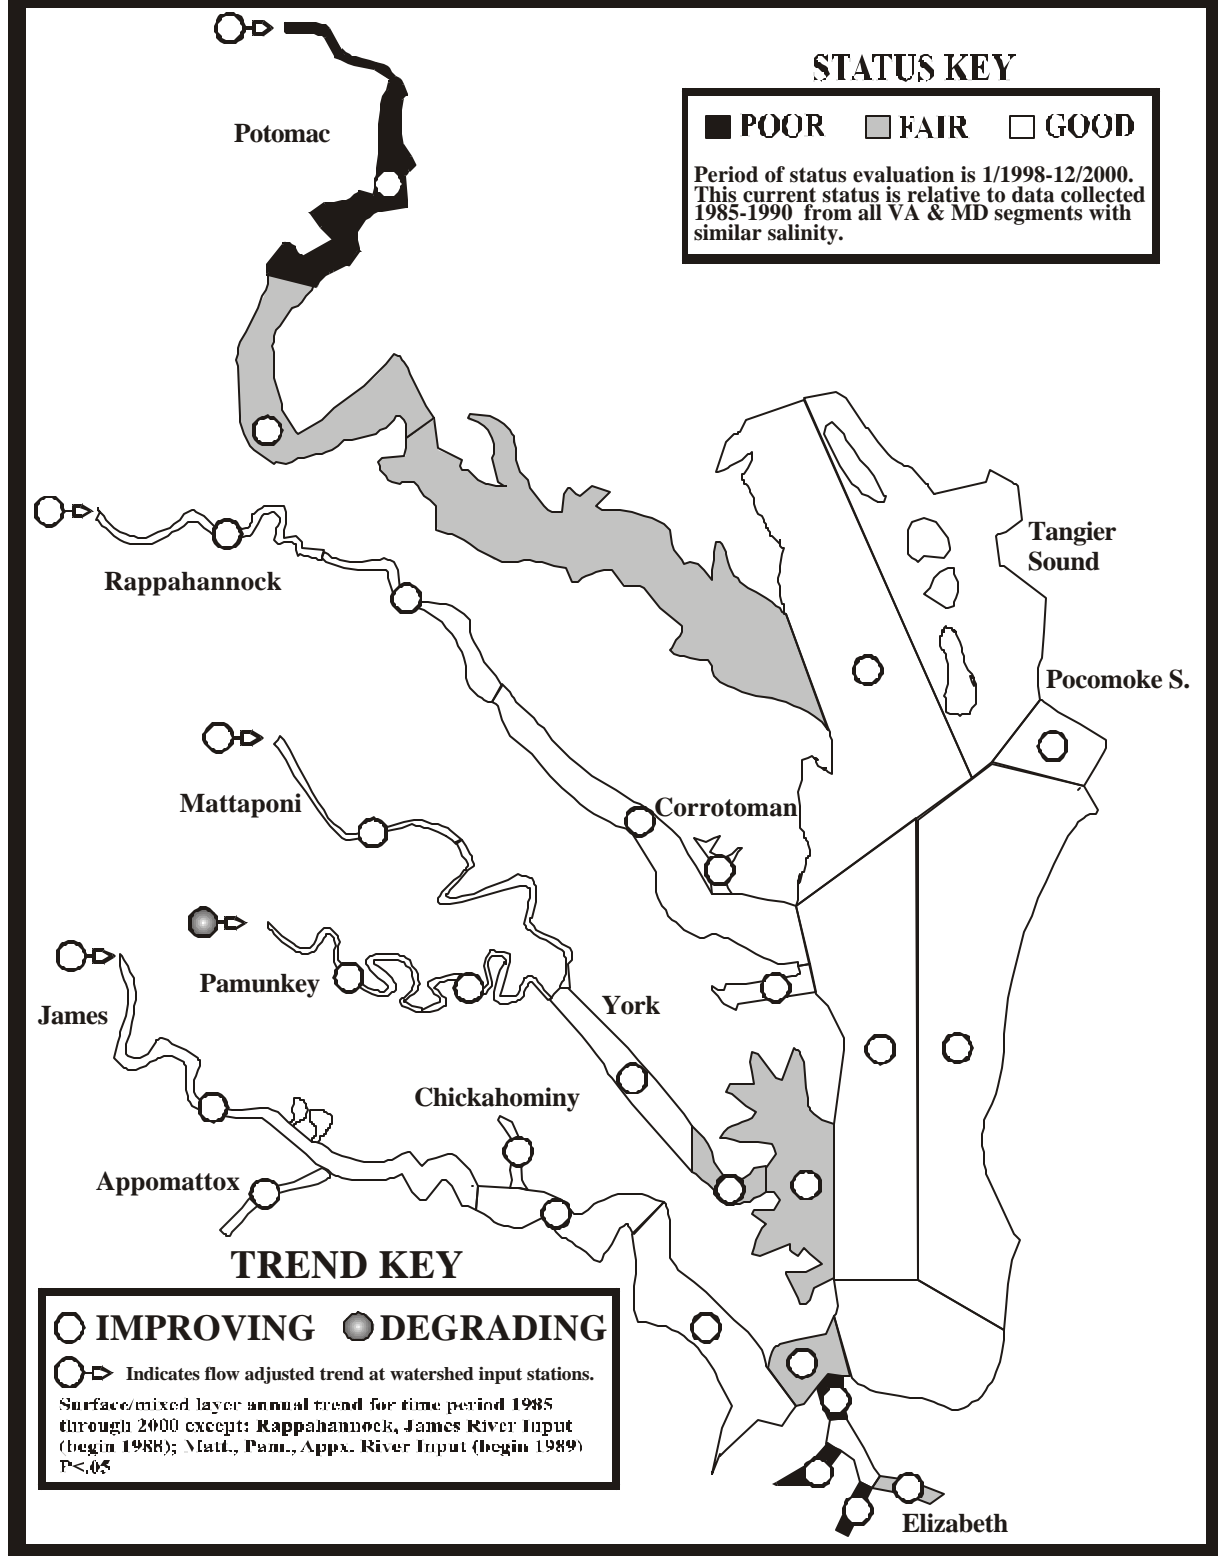 STATUS KEY
POOR FAIR GOOD
Period of status evaluation is 1/1998-12/2000.
This current status is relative to data collected
1985-1990 from all VA & MD segments with
similar salinity.
Potomac
Tangier
Sound
Rappahannock
Pocomoke S.
Mattaponi
Corrotoman
Pamunkey
York
James
Chickahominy
Appomattox
TREND KEY
IMPROVING DEGRADING
Indicates flow adjusted trend at watershed input stations.
Surface/mixed layer annual trend for time period 1985
through 2000 except: Rappahannock, James River Input
(begin 1988); Matt., Pam., Appx. River Input (begin 1989)
P<.05
Elizabeth